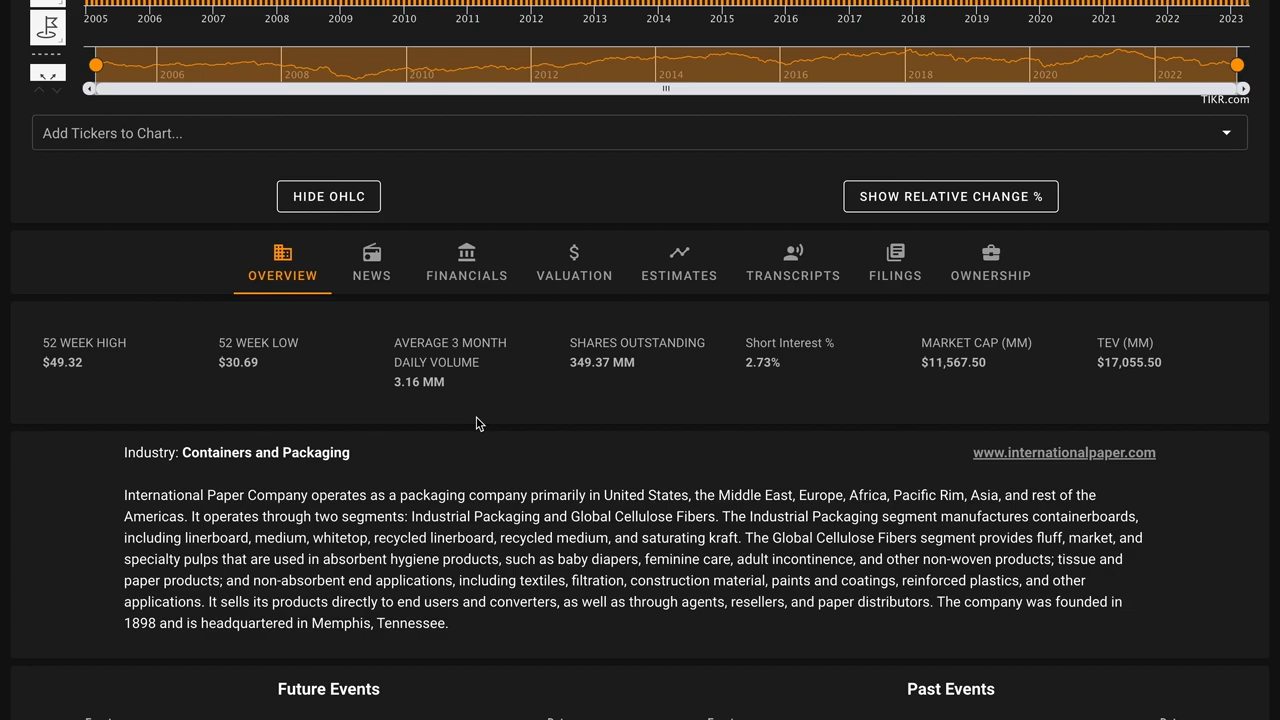 2005 2006 2007 2008 2009 2010 2011 2012 2013 2014 2015 2016 2017 2018 2019 2020 2021 2022 2023
2006 2008 2010 2012 2014 2016 2018 2020 2022
TIKR.com
Add Tickers to Chart...
HIDE OHLC
SHOW RELATIVE CHANGE %
OVERVIEW NEWS FINANCIALS VALUATION ESTIMATES TRANSCRIPTS FILINGS OWNERSHIP
52 WEEK HIGH
$49.32
52 WEEK LOW
$30.69
AVERAGE 3 MONTH
DAILY VOLUME
3.16 MM
SHARES OUTSTANDING
349.37 MM
Short Interest %
2.73%
MARKET CAP (MM)
$11,567.50
TEV (MM)
$17,055.50
Industry: Containers and Packaging
www.internationalpaper.com
International Paper Company operates as a packaging company primarily in United States, the Middle East, Europe, Africa, Pacific Rim, Asia, and rest of the
Americas. It operates through two segments: Industrial Packaging and Global Cellulose Fibers. The Industrial Packaging segment manufactures containerboards,
including linerboard, medium, whitetop, recycled linerboard, recycled medium, and saturating kraft. The Global Cellulose Fibers segment provides fluff, market, and
specialty pulps that are used in absorbent hygiene products, such as baby diapers, feminine care, adult incontinence, and other non-woven products; tissue and
paper products; and non-absorbent end applications, including textiles, filtration, construction material, paints and coatings, reinforced plastics, and other
applications. It sells its products directly to end users and converters, as well as through agents, resellers, and paper distributors. The company was founded in
1898 and is headquartered in Memphis, Tennessee.
Future Events
Past Events